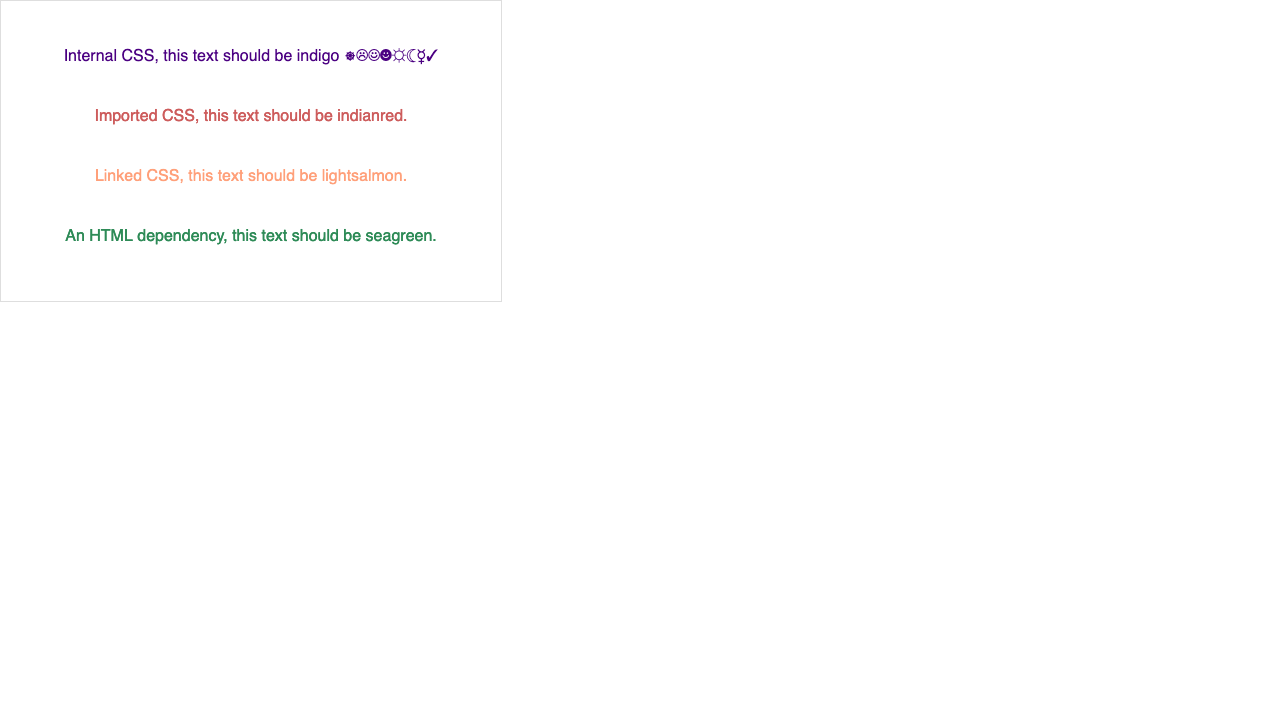 Internal CSS, this text should be indigo ⎈☹☺☻☼☾☿✓
Imported CSS, this text should be indianred.
Linked CSS, this text should be lightsalmon.
An HTML dependency, this text should be seagreen.